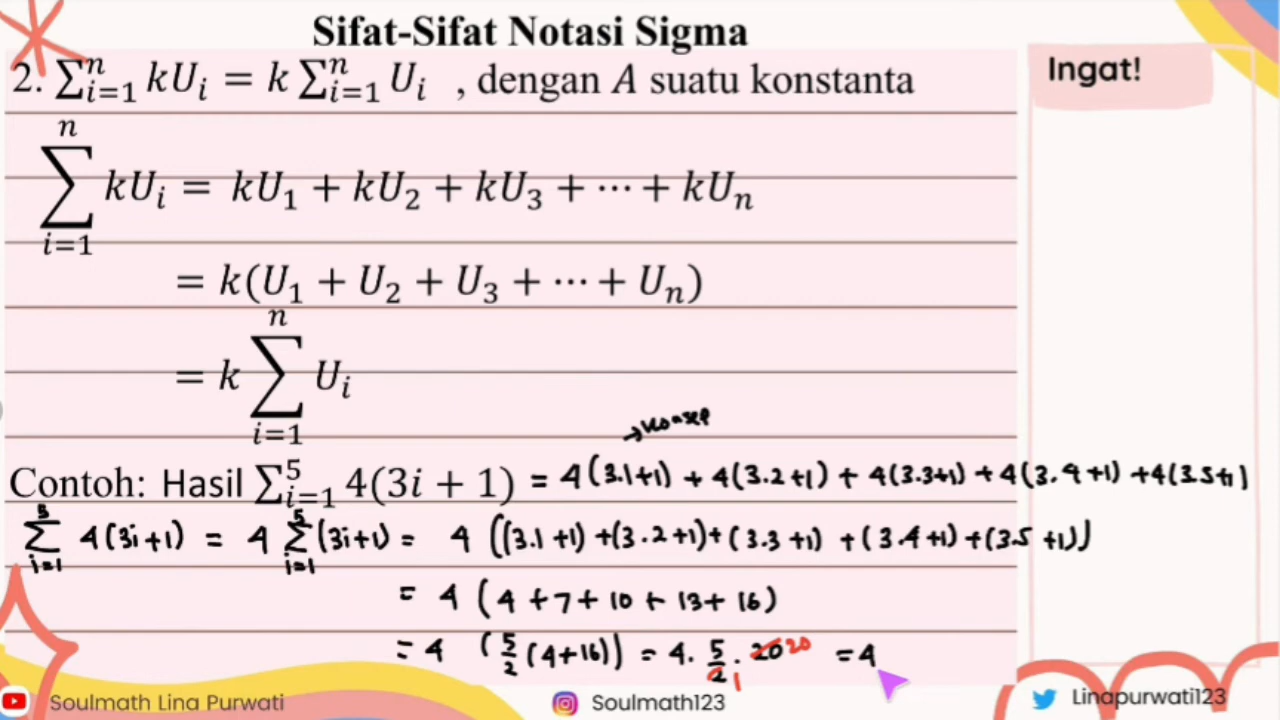 Sifat-Sifat Notasi Sigma
2. ∑ⁿᵢ₌₁ kUᵢ = k ∑ⁿᵢ₌₁ Uᵢ , dengan A suatu konstanta
Ingat!
n
∑ kUᵢ = kU₁ + kU₂ + kU₃ + ⋯ + kUₙ
i=1
= k(U₁ + U₂ + U₃ + ⋯ + Uₙ)
n
= k ∑ Uᵢ
i=1
→ konsep
Contoh: Hasil ∑⁵ᵢ₌₁ 4(3i + 1) = 4(3.1+1) + 4(3.2+1) + 4(3.3+1) + 4(3.4+1) + 4(3.5+1)
5 5
∑ 4(3i+1) = 4 ∑ (3i+1) = 4 ((3.1+1) + (3.2+1) + (3.3+1) + (3.4+1) + (3.5+1))
i=1 i=1
= 4 (4 + 7 + 10 + 13 + 16)
= 4 (5/2 (4+16)) = 4. 5/2 . 20 20 = 4
1
Soulmath Lina Purwati
Soulmath123
Linapurwati123